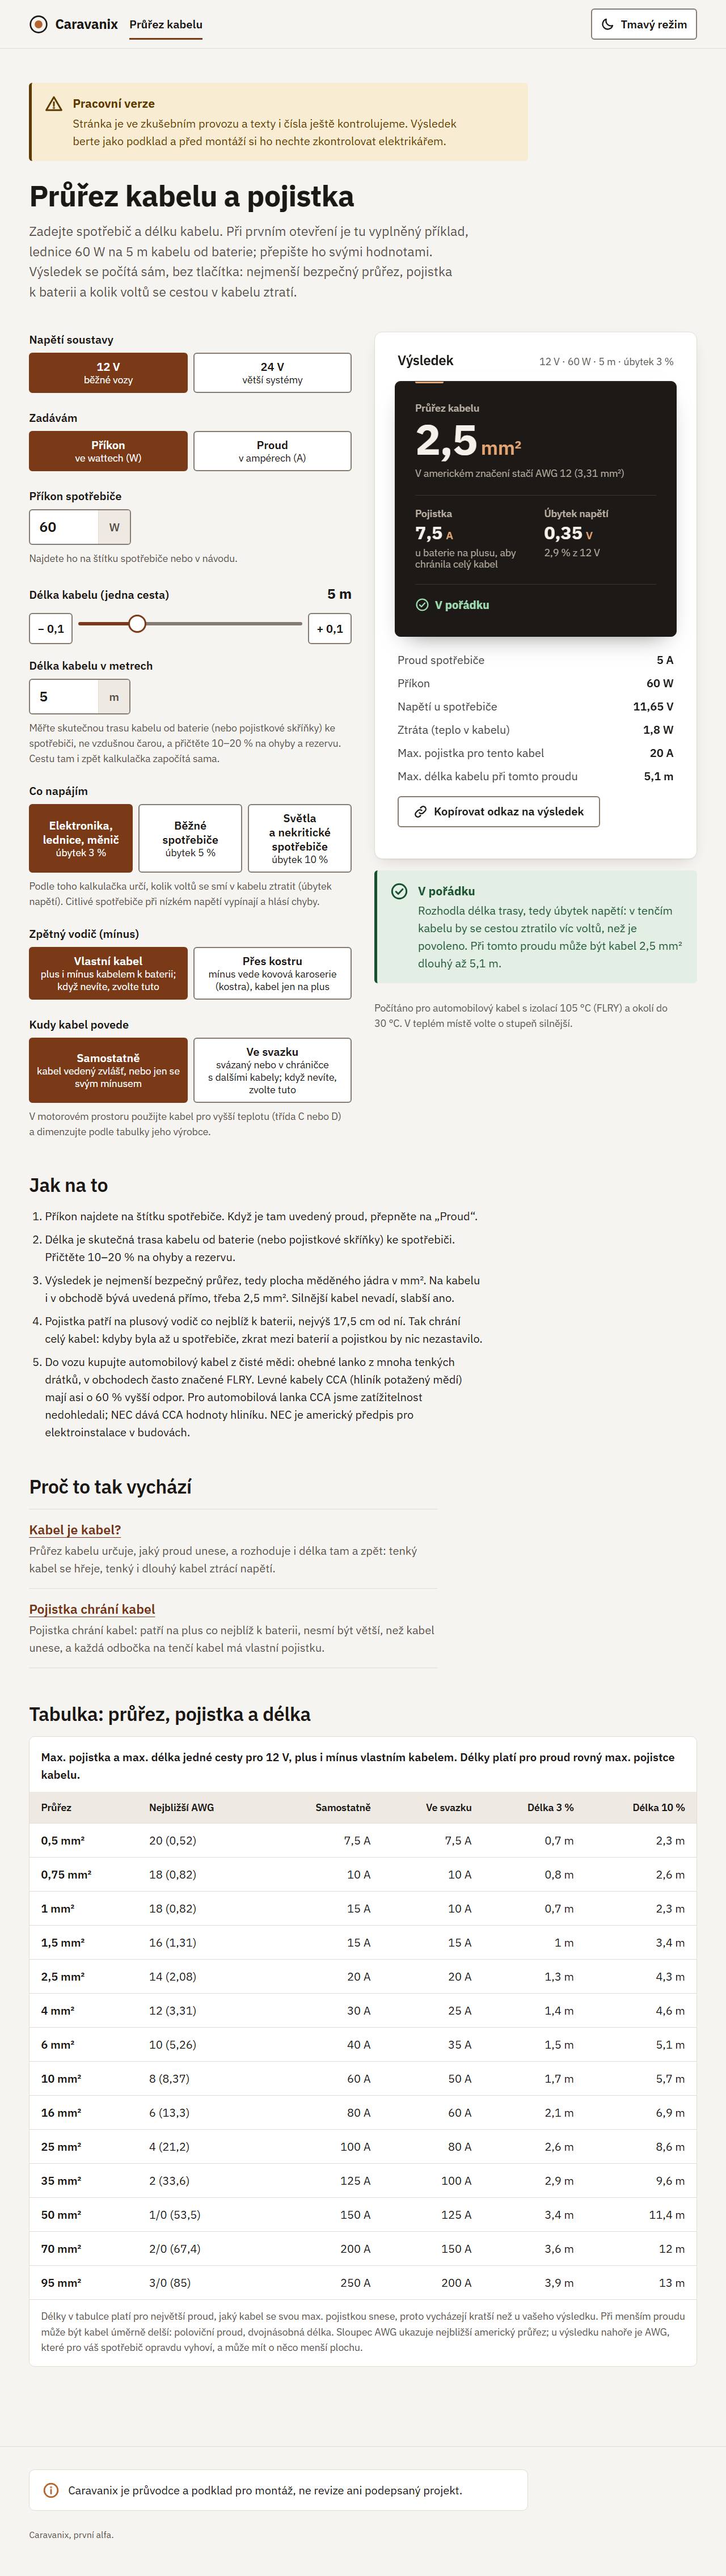 Caravanix
Průřez kabelu
Tmavý režim
Pracovní verze
Stránka je ve zkušebním provozu a texty i čísla ještě kontrolujeme. Výsledek
berte jako podklad a před montáží si ho nechte zkontrolovat elektrikářem.
Průřez kabelu a pojistka
Zadejte spotřebič a délku kabelu. Při prvním otevření je tu vyplněný příklad,
lednice 60 W na 5 m kabelu od baterie; přepište ho svými hodnotami.
Výsledek se počítá sám, bez tlačítka: nejmenší bezpečný průřez, pojistka
k baterii a kolik voltů se cestou v kabelu ztratí.
Napětí soustavy
12 V
běžné vozy
24 V
větší systémy
Zadávám
Příkon
ve wattech (W)
Proud
v ampérech (A)
Příkon spotřebiče
60 W
Najdete ho na štítku spotřebiče nebo v návodu.
Délka kabelu (jedna cesta) 5 m
− 0,1
+ 0,1
Délka kabelu v metrech
5 m
Měřte skutečnou trasu kabelu od baterie (nebo pojistkové skříňky) ke
spotřebiči, ne vzdušnou čarou, a přičtěte 10–20 % na ohyby a rezervu.
Cestu tam i zpět kalkulačka započítá sama.
Co napájím
Elektronika,
lednice, měnič
úbytek 3 %
Běžné
spotřebiče
úbytek 5 %
Světla
a nekritické
spotřebiče
úbytek 10 %
Podle toho kalkulačka určí, kolik voltů se smí v kabelu ztratit (úbytek
napětí). Citlivé spotřebiče při nízkém napětí vypínají a hlásí chyby.
Zpětný vodič (mínus)
Vlastní kabel
plus i mínus kabelem k baterii;
když nevíte, zvolte tuto
Přes kostru
mínus vede kovová karoserie
(kostra), kabel jen na plus
Kudy kabel povede
Samostatně
kabel vedený zvlášť, nebo jen se
svým mínusem
Ve svazku
svázaný nebo v chráničce
s dalšími kabely; když nevíte,
zvolte tuto
V motorovém prostoru použijte kabel pro vyšší teplotu (třída C nebo D)
a dimenzujte podle tabulky jeho výrobce.
Výsledek
12 V · 60 W · 5 m · úbytek 3 %
Průřez kabelu
2,5 mm²
V americkém značení stačí AWG 12 (3,31 mm²)
Pojistka
7,5 A
u baterie na plusu, aby
chránila celý kabel
Úbytek napětí
0,35 V
2,9 % z 12 V
V pořádku
Proud spotřebiče 5 A
Příkon 60 W
Napětí u spotřebiče 11,65 V
Ztráta (teplo v kabelu) 1,8 W
Max. pojistka pro tento kabel 20 A
Max. délka kabelu při tomto proudu 5,1 m
Kopírovat odkaz na výsledek
V pořádku
Rozhodla délka trasy, tedy úbytek napětí: v tenčím
kabelu by se cestou ztratilo víc voltů, než je
povoleno. Při tomto proudu může být kabel 2,5 mm²
dlouhý až 5,1 m.
Počítáno pro automobilový kabel s izolací 105 °C (FLRY) a okolí do
30 °C. V teplém místě volte o stupeň silnější.
Jak na to
1. Příkon najdete na štítku spotřebiče. Když je tam uvedený proud, přepněte na „Proud“.
2. Délka je skutečná trasa kabelu od baterie (nebo pojistkové skříňky) ke spotřebiči.
Přičtěte 10–20 % na ohyby a rezervu.
3. Výsledek je nejmenší bezpečný průřez, tedy plocha měděného jádra v mm². Na kabelu
i v obchodě bývá uvedená přímo, třeba 2,5 mm². Silnější kabel nevadí, slabší ano.
4. Pojistka patří na plusový vodič co nejblíž k baterii, nejvýš 17,5 cm od ní. Tak chrání
celý kabel: kdyby byla až u spotřebiče, zkrat mezi baterií a pojistkou by nic nezastavilo.
5. Do vozu kupujte automobilový kabel z čisté mědi: ohebné lanko z mnoha tenkých
drátků, v obchodech často značené FLRY. Levné kabely CCA (hliník potažený mědí)
mají asi o 60 % vyšší odpor. Pro automobilová lanka CCA jsme zatížitelnost
nedohledali; NEC dává CCA hodnoty hliníku. NEC je americký předpis pro
elektroinstalace v budovách.
Proč to tak vychází
Kabel je kabel?
Průřez kabelu určuje, jaký proud unese, a rozhoduje i délka tam a zpět: tenký
kabel se hřeje, tenký i dlouhý kabel ztrácí napětí.
Pojistka chrání kabel
Pojistka chrání kabel: patří na plus co nejblíž k baterii, nesmí být větší, než kabel
unese, a každá odbočka na tenčí kabel má vlastní pojistku.
Tabulka: průřez, pojistka a délka
Max. pojistka a max. délka jedné cesty pro 12 V, plus i mínus vlastním kabelem. Délky platí pro proud rovný max. pojistce
kabelu.
Průřez Nejbližší AWG Samostatně Ve svazku Délka 3 % Délka 10 %
0,5 mm² 20 (0,52) 7,5 A 7,5 A 0,7 m 2,3 m
0,75 mm² 18 (0,82) 10 A 10 A 0,8 m 2,6 m
1 mm² 18 (0,82) 15 A 10 A 0,7 m 2,3 m
1,5 mm² 16 (1,31) 15 A 15 A 1 m 3,4 m
2,5 mm² 14 (2,08) 20 A 20 A 1,3 m 4,3 m
4 mm² 12 (3,31) 30 A 25 A 1,4 m 4,6 m
6 mm² 10 (5,26) 40 A 35 A 1,5 m 5,1 m
10 mm² 8 (8,37) 60 A 50 A 1,7 m 5,7 m
16 mm² 6 (13,3) 80 A 60 A 2,1 m 6,9 m
25 mm² 4 (21,2) 100 A 80 A 2,6 m 8,6 m
35 mm² 2 (33,6) 125 A 100 A 2,9 m 9,6 m
50 mm² 1/0 (53,5) 150 A 125 A 3,4 m 11,4 m
70 mm² 2/0 (67,4) 200 A 150 A 3,6 m 12 m
95 mm² 3/0 (85) 250 A 200 A 3,9 m 13 m
Délky v tabulce platí pro největší proud, jaký kabel se svou max. pojistkou snese, proto vycházejí kratší než u vašeho výsledku. Při menším proudu
může být kabel úměrně delší: poloviční proud, dvojnásobná délka. Sloupec AWG ukazuje nejbližší americký průřez; u výsledku nahoře je AWG,
které pro váš spotřebič opravdu vyhoví, a může mít o něco menší plochu.
Caravanix je průvodce a podklad pro montáž, ne revize ani podepsaný projekt.
Caravanix, první alfa.